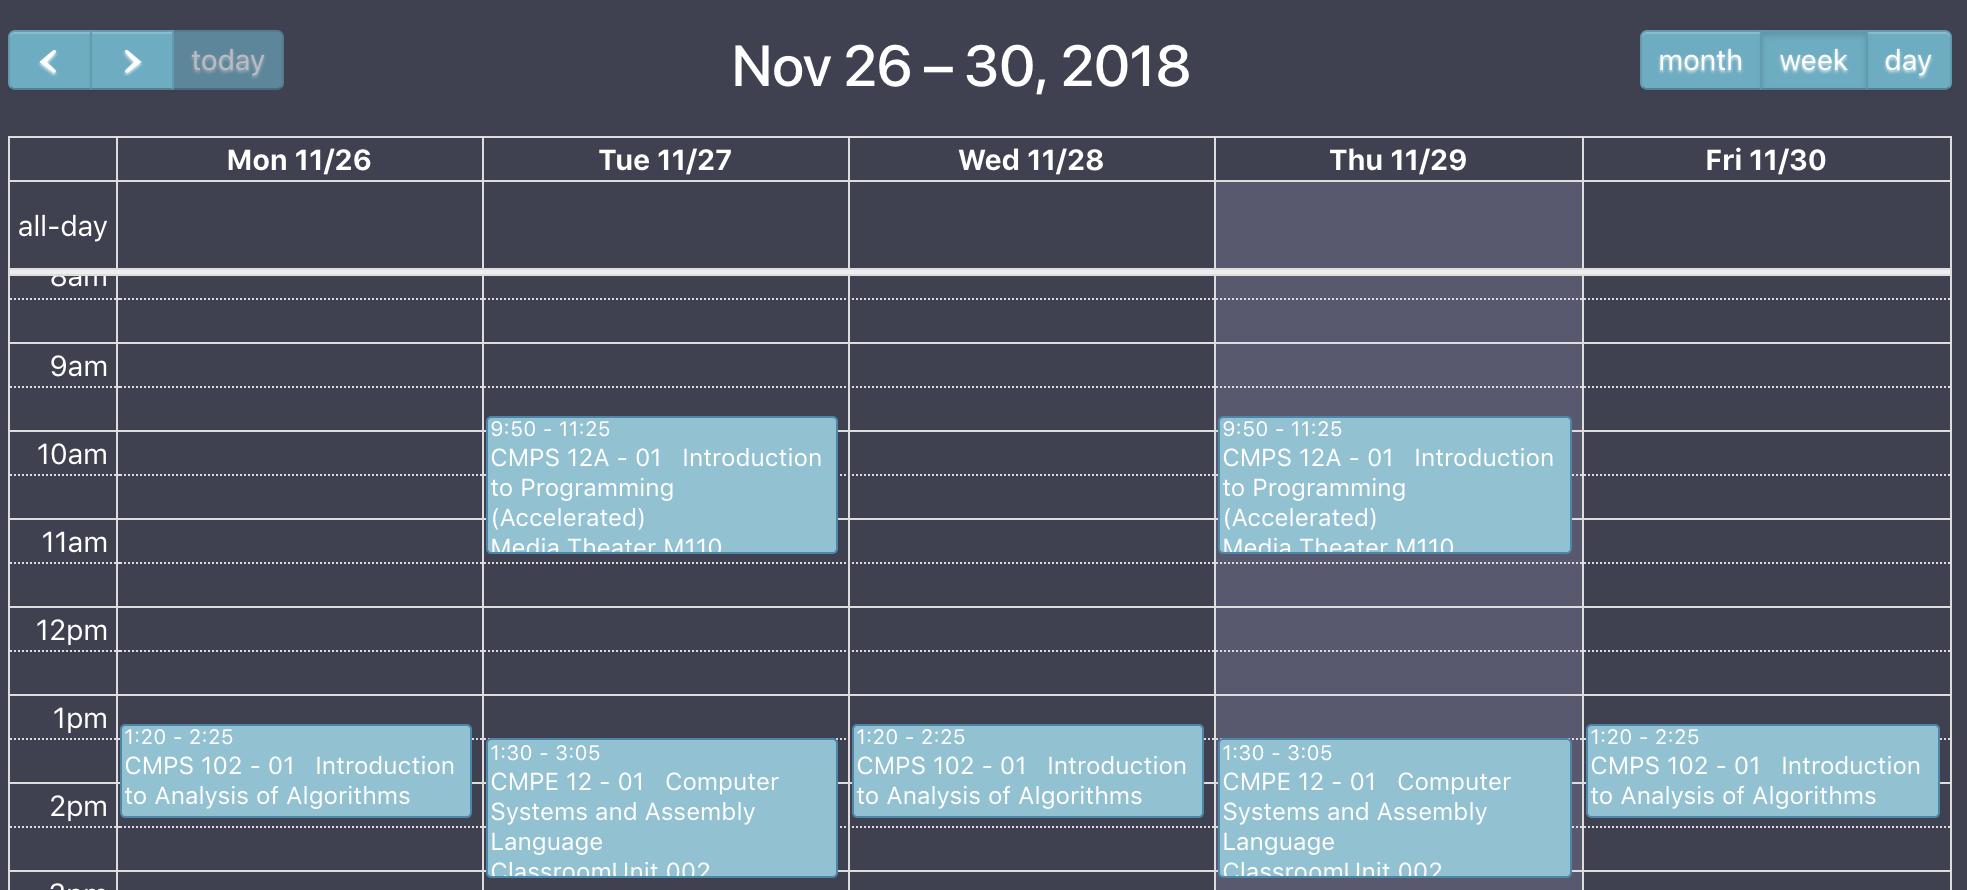 today
Nov 26 – 30, 2018
month week day
Mon 11/26 Tue 11/27 Wed 11/28 Thu 11/29 Fri 11/30
all-day
8am
9am
9:50 - 11:25
CMPS 12A - 01 Introduction
to Programming
(Accelerated)
Media Theater M110
9:50 - 11:25
CMPS 12A - 01 Introduction
to Programming
(Accelerated)
Media Theater M110
10am
11am
12pm
1pm
1:20 - 2:25
CMPS 102 - 01 Introduction
to Analysis of Algorithms
1:30 - 3:05
CMPE 12 - 01 Computer
Systems and Assembly
Language
ClassroomUnit 002
1:20 - 2:25
CMPS 102 - 01 Introduction
to Analysis of Algorithms
1:30 - 3:05
CMPE 12 - 01 Computer
Systems and Assembly
Language
ClassroomUnit 002
1:20 - 2:25
CMPS 102 - 01 Introduction
to Analysis of Algorithms
2pm
3pm